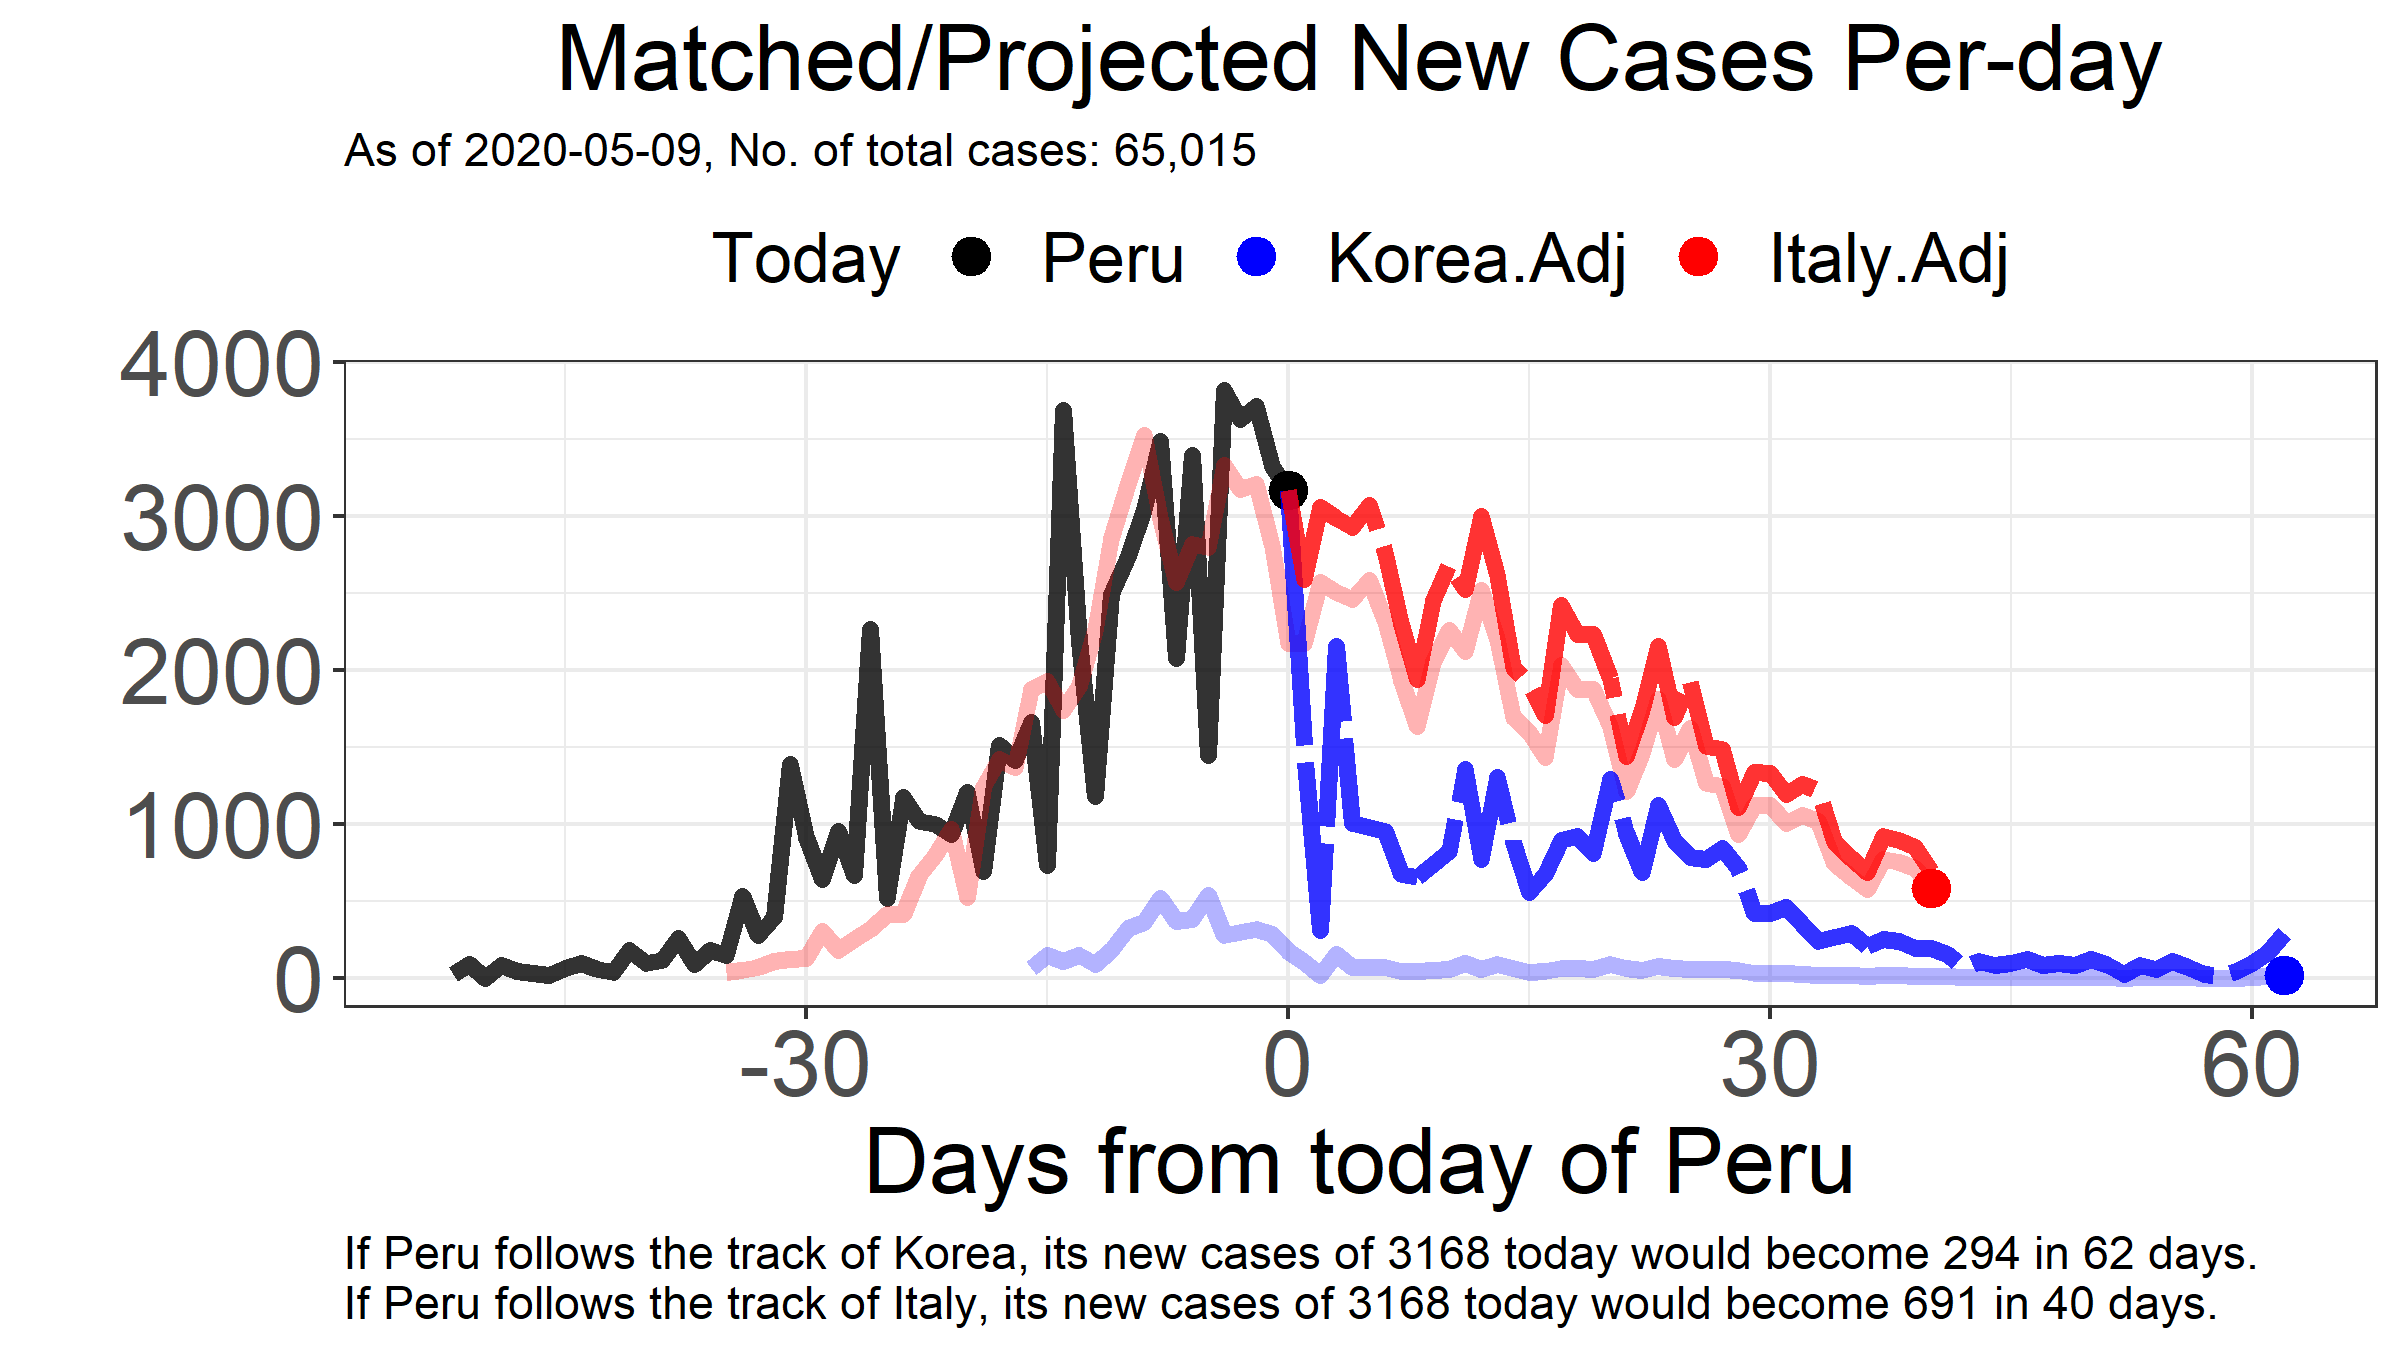 Matched/Projected New Cases Per-day
As of 2020-05-09, No. of total cases: 65,015
Today Peru Korea.Adj Italy.Adj
4000
3000
2000
1000
0
-30 0 30 60
Days from today of Peru
If Peru follows the track of Korea, its new cases of 3168 today would become 294 in 62 days.
If Peru follows the track of Italy, its new cases of 3168 today would become 691 in 40 days.